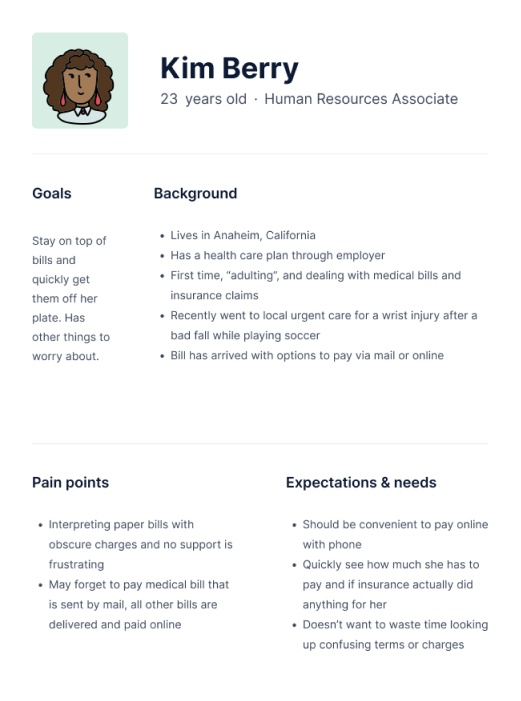 Kim Berry
23 years old · Human Resources Associate
Goals
Stay on top of
bills and
quickly get
them off her
plate. Has
other things to
worry about.
Background
• Lives in Anaheim, California
• Has a health care plan through employer
• First time, “adulting”, and dealing with medical bills and
insurance claims
• Recently went to local urgent care for a wrist injury after a
bad fall while playing soccer
• Bill has arrived with options to pay via mail or online
Pain points
• Interpreting paper bills with
obscure charges and no support is
frustrating
• May forget to pay medical bill that
is sent by mail, all other bills are
delivered and paid online
Expectations & needs
• Should be convenient to pay online
with phone
• Quickly see how much she has to
pay and if insurance actually did
anything for her
• Doesn’t want to waste time looking
up confusing terms or charges